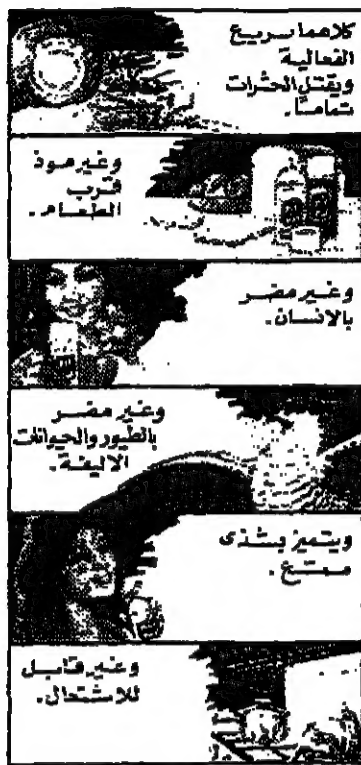 كلاهما سريع
الفعالية
ويقتل الحشرات
تماماً.
وغير موذ
قرب
الطعام.
وغير مضر
بالانسان.
وغير مضر
بالطيور والحيوانات
الاليفة.
ويتميز بشذى
ممتع.
وغير قابل
للاشتعال.